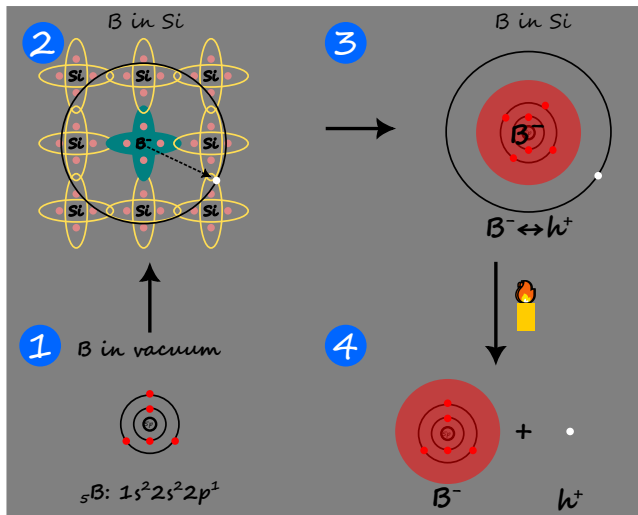 2
B in Si
Si Si Si
Si B⁻ Si
Si Si Si
3
B in Si
B⁻
B⁻↔h⁺
1
B in vacuum
₅B: 1s²2s²2p¹
4
+
B⁻
h⁺